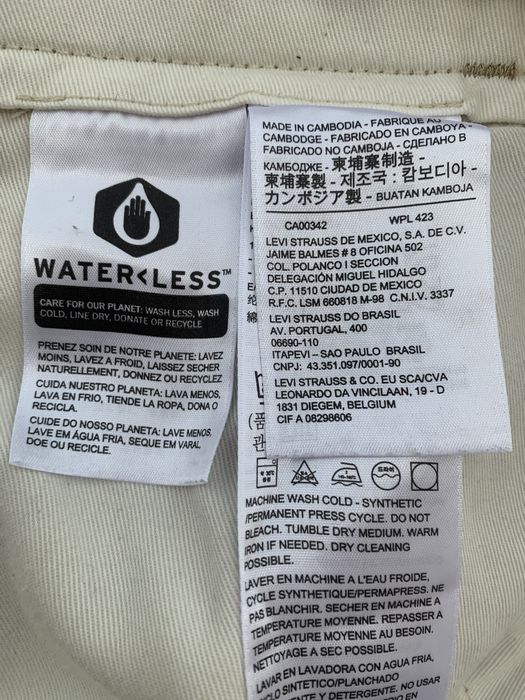 WATER<LESS™
CARE FOR OUR PLANET: WASH LESS, WASH
COLD, LINE DRY, DONATE OR RECYCLE
PRENEZ SOIN DE NOTRE PLANETE: LAVEZ
MOINS, LAVEZ A FROID, LAISSEZ SECHER
NATURELLEMENT, DONNEZ OU RECYCLEZ
CUIDA NUESTRO PLANETA: LAVA MENOS,
LAVA EN FRIO, TIENDE LA ROPA, DONA O
RECICLA.
CUIDE DO NOSSO PLANETA: LAVE MENOS,
LAVE EM ÁGUA FRIA, SEQUE EM VARAL
DOE OU RECICLE.
MADE IN CAMBODIA - FABRIQUE AU
CAMBODGE - FABRICADO EN CAMBOYA -
FABRICADO NO CAMBOJA - СДЕЛАНО В
КАМБОДЖЕ - 柬埔寨制造 -
柬埔寨製 - 제조국 : 캄보디아 -
カンボジア製 - BUATAN KAMBOJA
CA00342 WPL 423
LEVI STRAUSS DE MEXICO, S.A. DE C.V.
JAIME BALMES # 8 OFICINA 502
COL. POLANCO I SECCION
DELEGACIÓN MIGUEL HIDALGO
C.P. 11510 CIUDAD DE MEXICO
R.F.C. LSM 660818 M-98 C.N.I.V. 3337
LEVI STRAUSS DO BRASIL
AV. PORTUGAL, 400
06690-110
ITAPEVI – SAO PAULO BRASIL
CNPJ: 43.351.097/0001-90
LEVI STRAUSS & CO. EU SCA/CVA
LEONARDO DA VINCILAAN, 19 - D
1831 DIEGEM, BELGIUM
CIF A 08298606
MACHINE WASH COLD - SYNTHETIC
/PERMANENT PRESS CYCLE. DO NOT
BLEACH. TUMBLE DRY MEDIUM. WARM
IRON IF NEEDED. DRY CLEANING
POSSIBLE.
LAVER EN MACHINE A L'EAU FROIDE,
CYCLE SYNTHETIQUE/PERMAPRESS. NE
PAS BLANCHIR. SECHER EN MACHINE A
TEMPERATURE MOYENNE. REPASSER A
TEMPERATURE MOYENNE AU BESOIN.
NETTOYAGE A SEC POSSIBLE.
LAVAR EN LAVADORA CON AGUA FRIA,
CICLO SINTETICO/PLANCHADO
PERMANENTE Y DETERGENTE. NO USAR